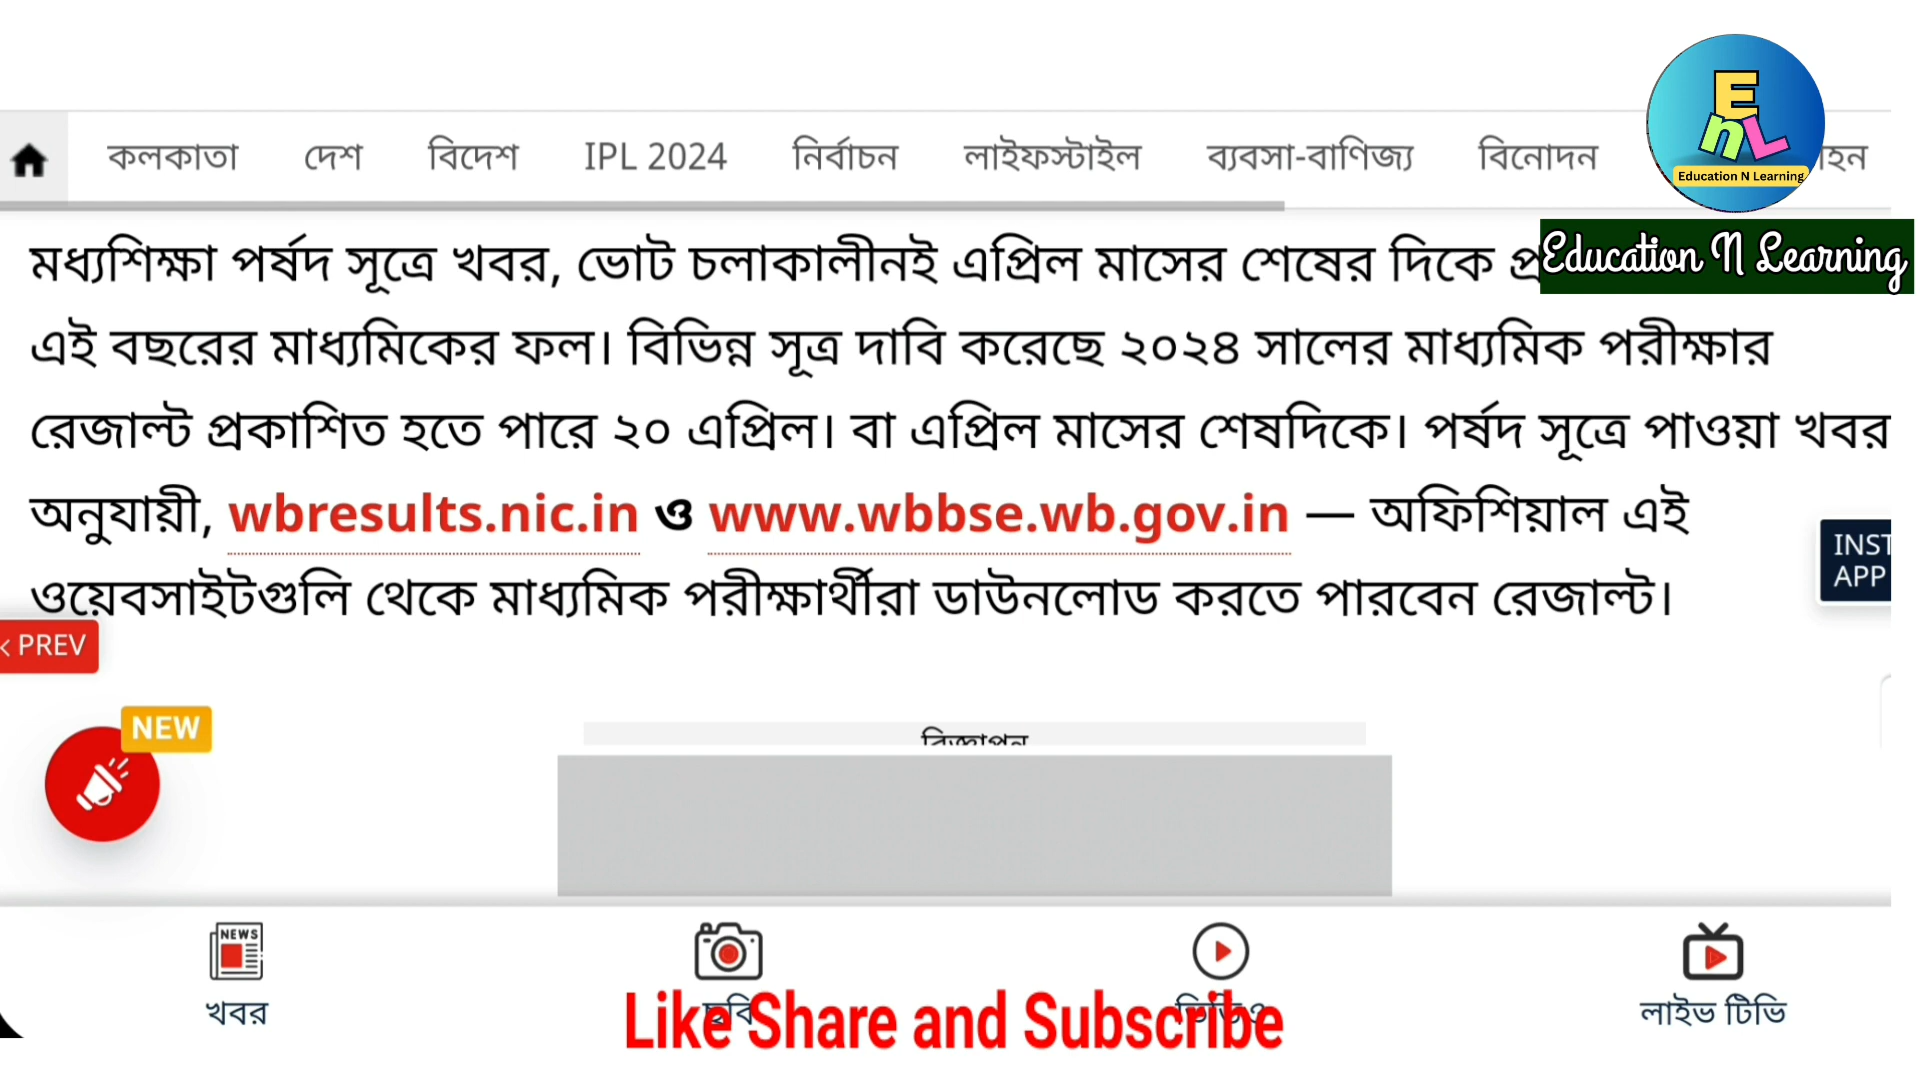 কলকাতা দেশ বিদেশ IPL 2024 নির্বাচন লাইফস্টাইল ব্যবসা-বাণিজ্য বিনোদন
EnL
Education N Learning
Education N Learning
মধ্যশিক্ষা পর্ষদ সূত্রে খবর, ভোট চলাকালীনই এপ্রিল মাসের শেষের দিকে
এই বছরের মাধ্যমিকের ফল। বিভিন্ন সূত্র দাবি করেছে ২০২৪ সালের মাধ্যমিক পরীক্ষার
রেজাল্ট প্রকাশিত হতে পারে ২০ এপ্রিল। বা এপ্রিল মাসের শেষদিকে। পর্ষদ সূত্রে পাওয়া খবর
অনুযায়ী, wbresults.nic.in ও www.wbbse.wb.gov.in — অফিশিয়াল এই
ওয়েবসাইটগুলি থেকে মাধ্যমিক পরীক্ষার্থীরা ডাউনলোড করতে পারবেন রেজাল্ট।
INST
APP
< PREV
NEW
বিজ্ঞাপন
NEWS
খবর ছবি ভিডিও লাইভ টিভি
Like Share and Subscribe